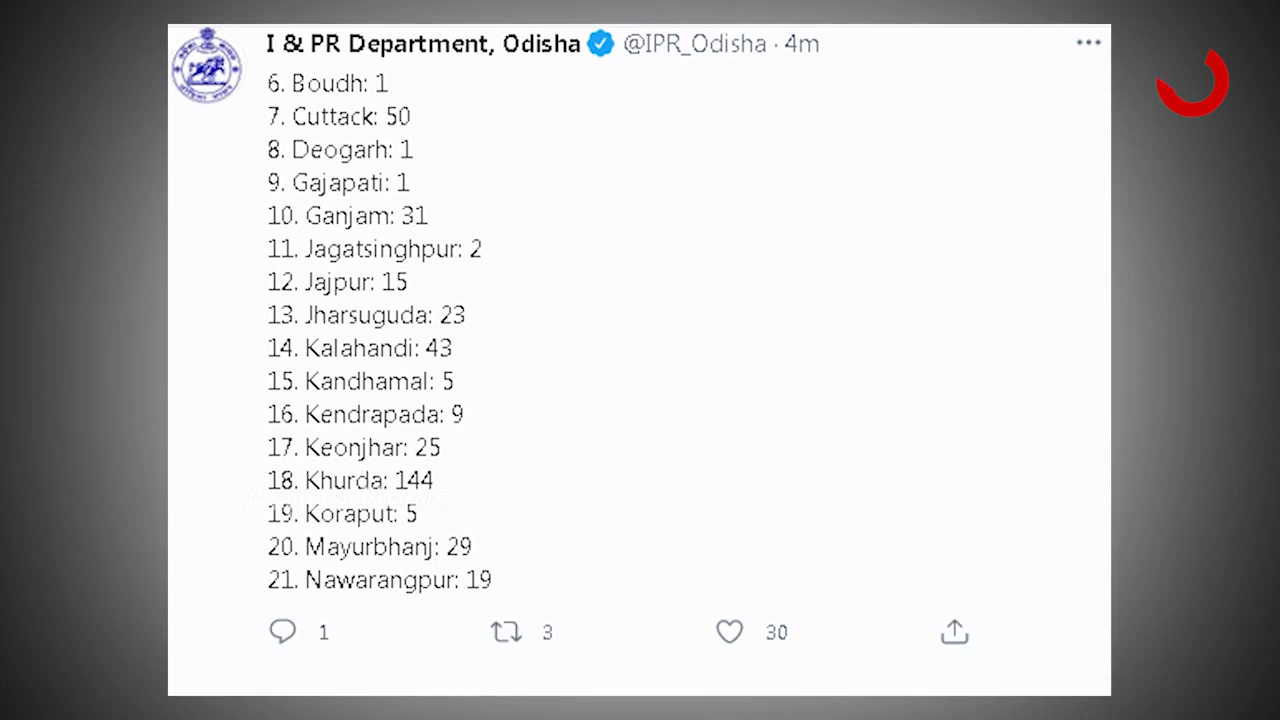 I & PR Department, Odisha @IPR_Odisha · 4m
6. Boudh: 1
7. Cuttack: 50
8. Deogarh: 1
9. Gajapati: 1
10. Ganjam: 31
11. Jagatsinghpur: 2
12. Jajpur: 15
13. Jharsuguda: 23
14. Kalahandi: 43
15. Kandhamal: 5
16. Kendrapada: 9
17. Keonjhar: 25
18. Khurda: 144
19. Koraput: 5
20. Mayurbhanj: 29
21. Nawarangpur: 19
1 3 30